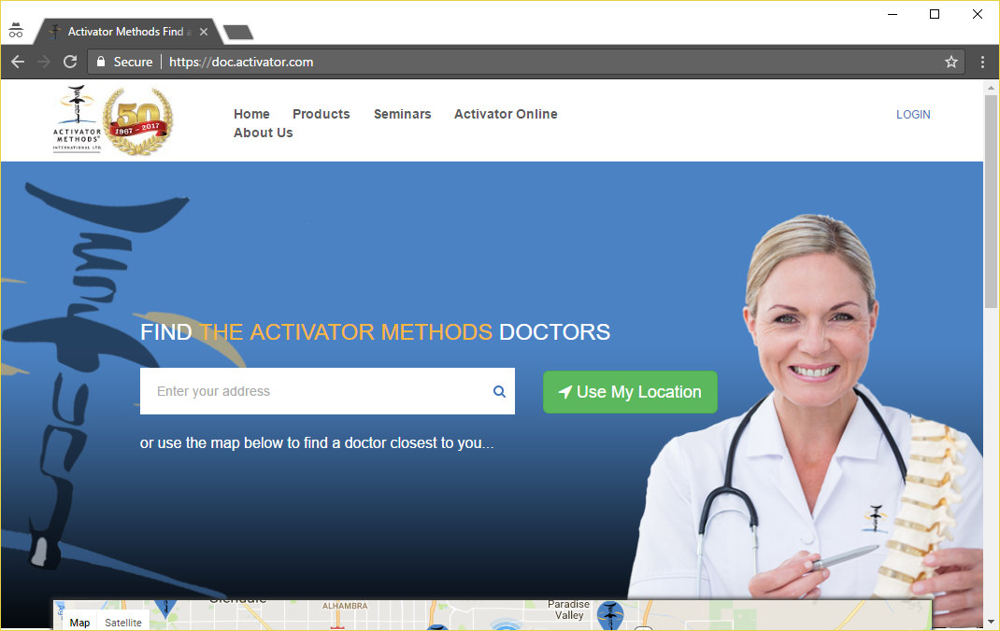 Activator Methods Find a
Secure
https://doc.activator.com
ACTIVATOR
METHODS®
INTERNATIONAL LTD.
50
1967 – 2017
Home
Products
Seminars
Activator Online
About Us
LOGIN
FIND THE ACTIVATOR METHODS DOCTORS
Enter your address
Use My Location
or use the map below to find a doctor closest to you...
Map
Satellite
Glendale
ALHAMBRA
Paradise
Valley